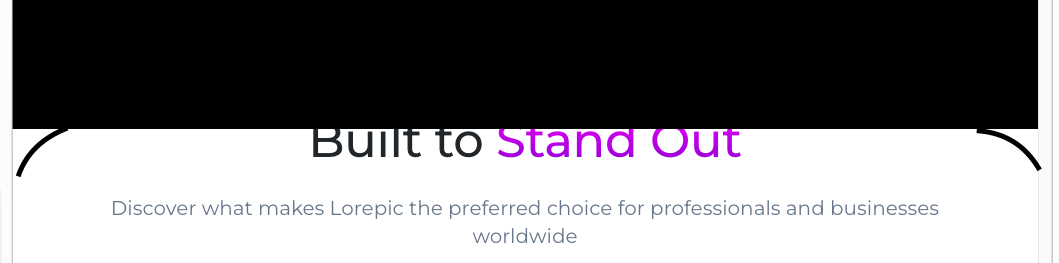 Built to Stand Out
Discover what makes Lorepic the preferred choice for professionals and businesses
worldwide